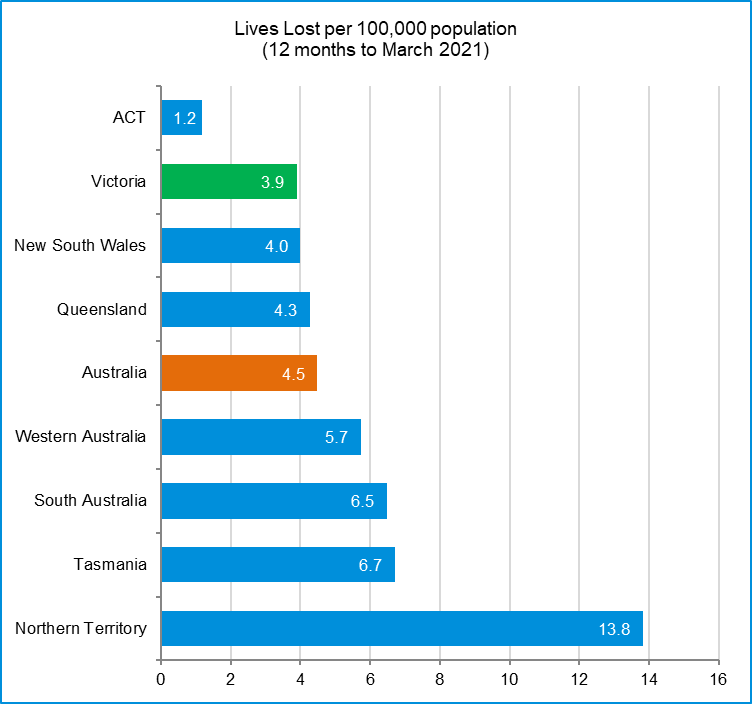 Lives Lost per 100,000 population
(12 months to March 2021)
ACT
1.2
Victoria
3.9
New South Wales
4.0
Queensland
4.3
Australia
4.5
Western Australia
5.7
South Australia
6.5
Tasmania
6.7
Northern Territory
13.8
0 2 4 6 8 10 12 14 16